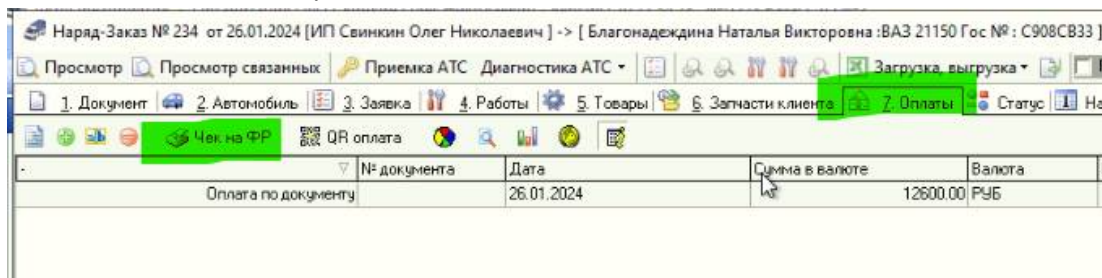 Наряд-Заказ № 234 от 26.01.2024 [ИП Свинкин Олег Николаевич ] -> [ Благонадеждина Наталья Викторовна :ВАЗ 21150 Гос № : С908СВ33 ]
Просмотр Просмотр связанных Приемка АТС Диагностика АТС Загрузка, выгрузка
1. Документ 2. Автомобиль 3. Заявка 4. Работы 5. Товары 6. Запчасти клиента 7. Оплаты Статус На
Чек на ФР QR оплата
- № документа Дата Сумма в валюте Валюта
Оплата по документу 26.01.2024 12600.00 РУБ